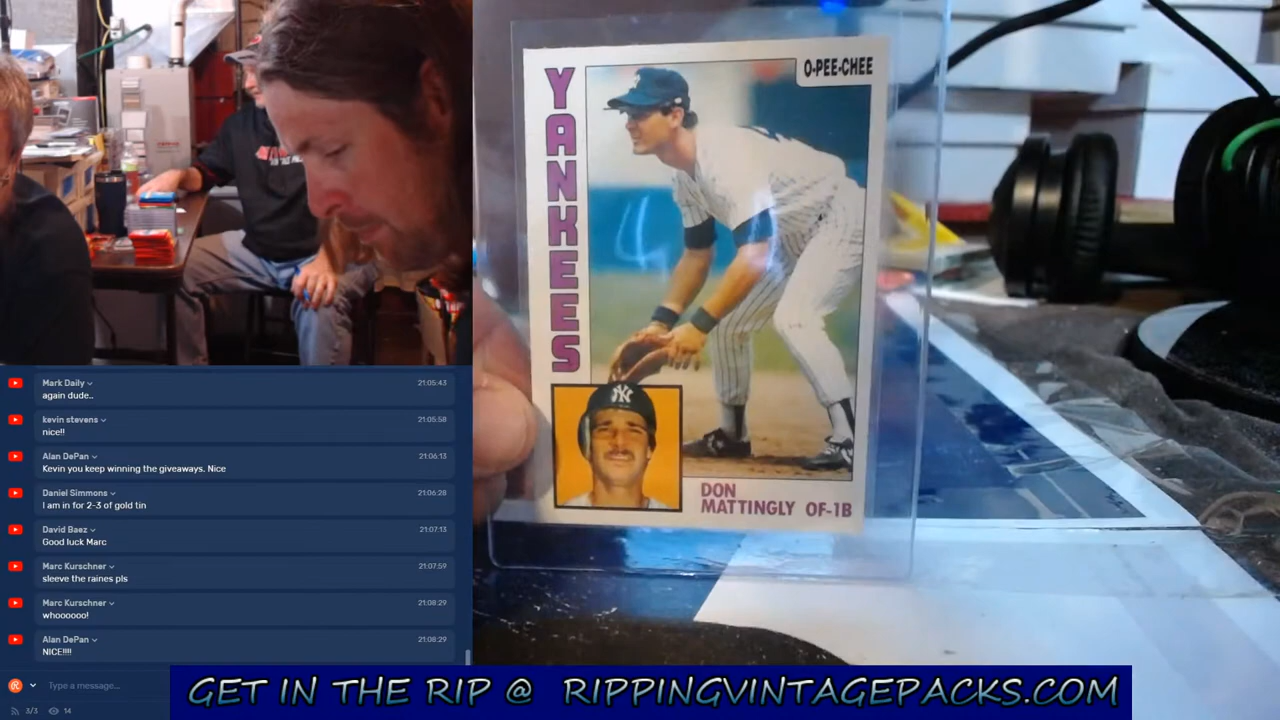 YANKEES
O-PEE-CHEE
NY
DON
MATTINGLY OF-1B
Mark Daily
21:05:43
again dude..
kevin stevens
21:05:58
nice!!
Alan DePan
21:06:13
Kevin you keep winning the giveaways. Nice
Daniel Simmons
21:06:28
I am in for 2-3 of gold tin
David Baez
21:07:13
Good luck Marc
Marc Kurschner
21:07:59
sleeve the raines pls
Marc Kurschner
21:08:29
whoooooo!
Alan DePan
21:08:29
NICE!!!!
Type a message...
3/3 14
GET IN THE RIP @ RIPPINGVINTAGEPACKS.COM